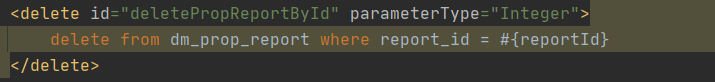 <delete id="deletePropReportById" parameterType="Integer">
delete from dm_prop_report where report_id = #{reportId}
</delete>